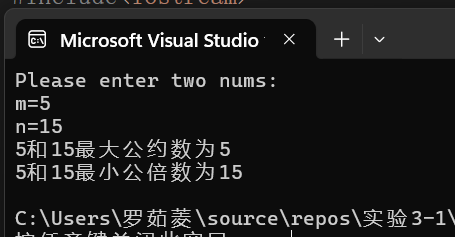 Microsoft Visual Studio
Please enter two nums:
m=5
n=15
5和15最大公约数为5
5和15最小公倍数为15
C:\Users\罗茹菱\source\repos\实验3-1\